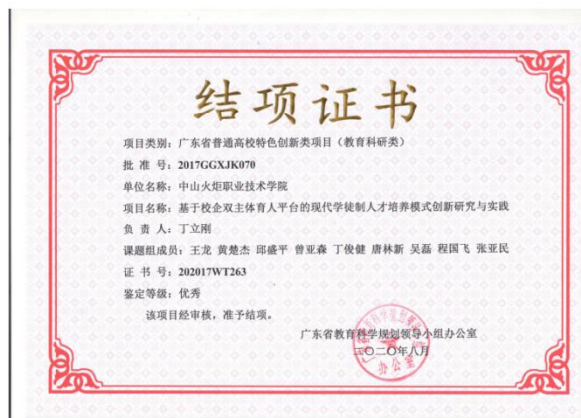 结项证书
项目类别：广东省普通高校特色创新类项目（教育科研类）
批 准 号：2017GGXJK070
单位名称：中山火炬职业技术学院
项目名称：基于校企双主体育人平台的现代学徒制人才培养模式创新研究与实践
负 责 人：丁立刚
课题组成员：王龙 黄楚杰 邱盛平 曾亚森 丁俊健 唐林新 吴磊 程国飞 张亚民
证 书 号：202017WT263
鉴定等级：优秀
该项目经审核，准予结项。
广东省教育科学规划领导小组办公室
二〇二〇年八月
办公室